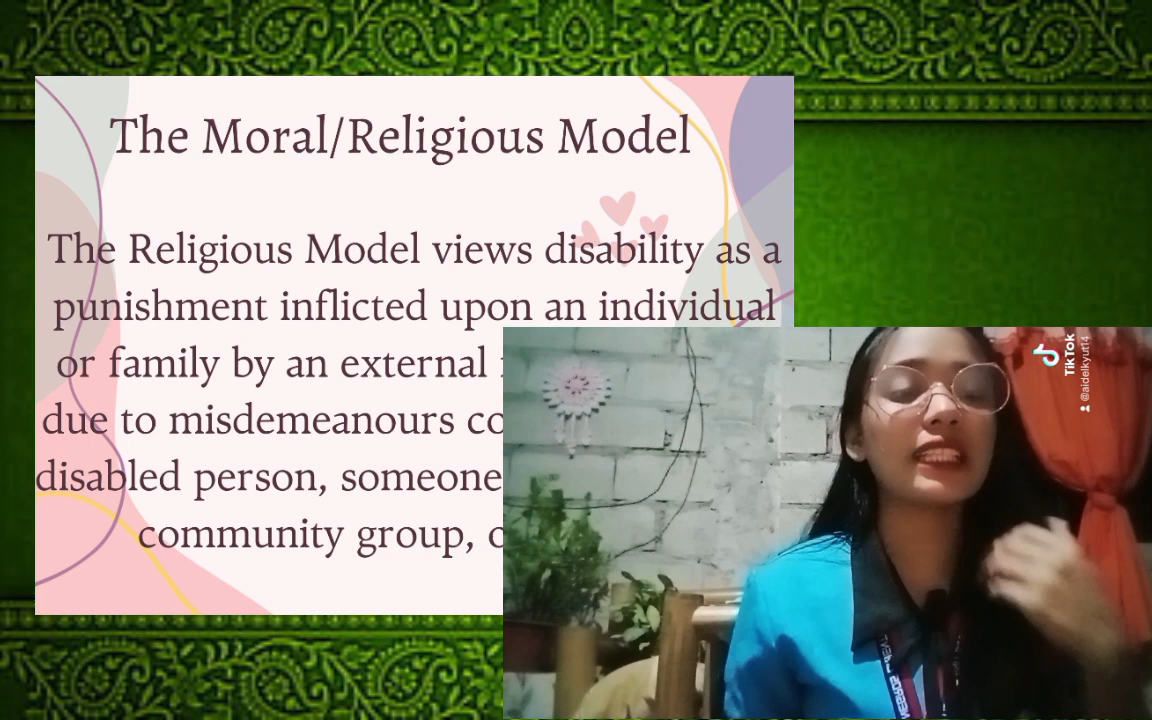 The Moral/Religious Model
The Religious Model views disability as a
punishment inflicted upon an individual
or family by an external
due to misdemeanours co
disabled person, someone
community group, o
TikTok
@aidelkyut14